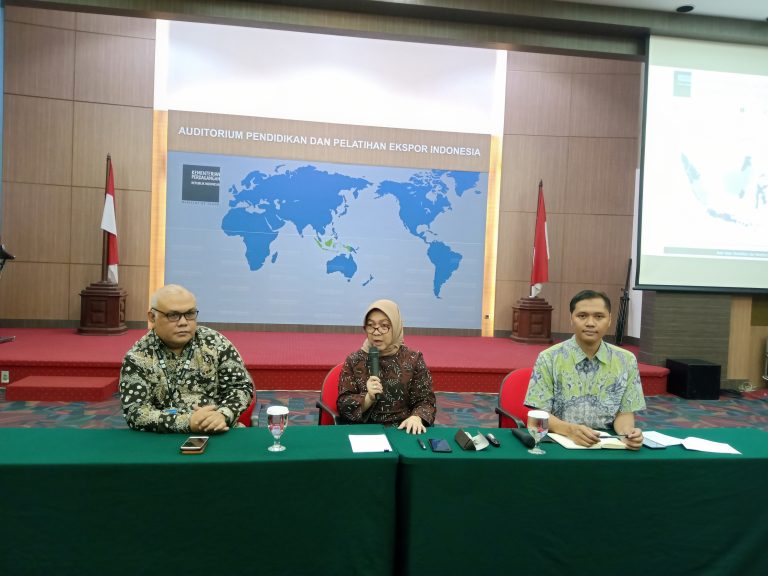 AUDITORIUM PENDIDIKAN DAN PELATIHAN EKSPOR INDONESIA
KEMENTERIAN
PERDAGANGAN
REPUBLIK INDONESIA